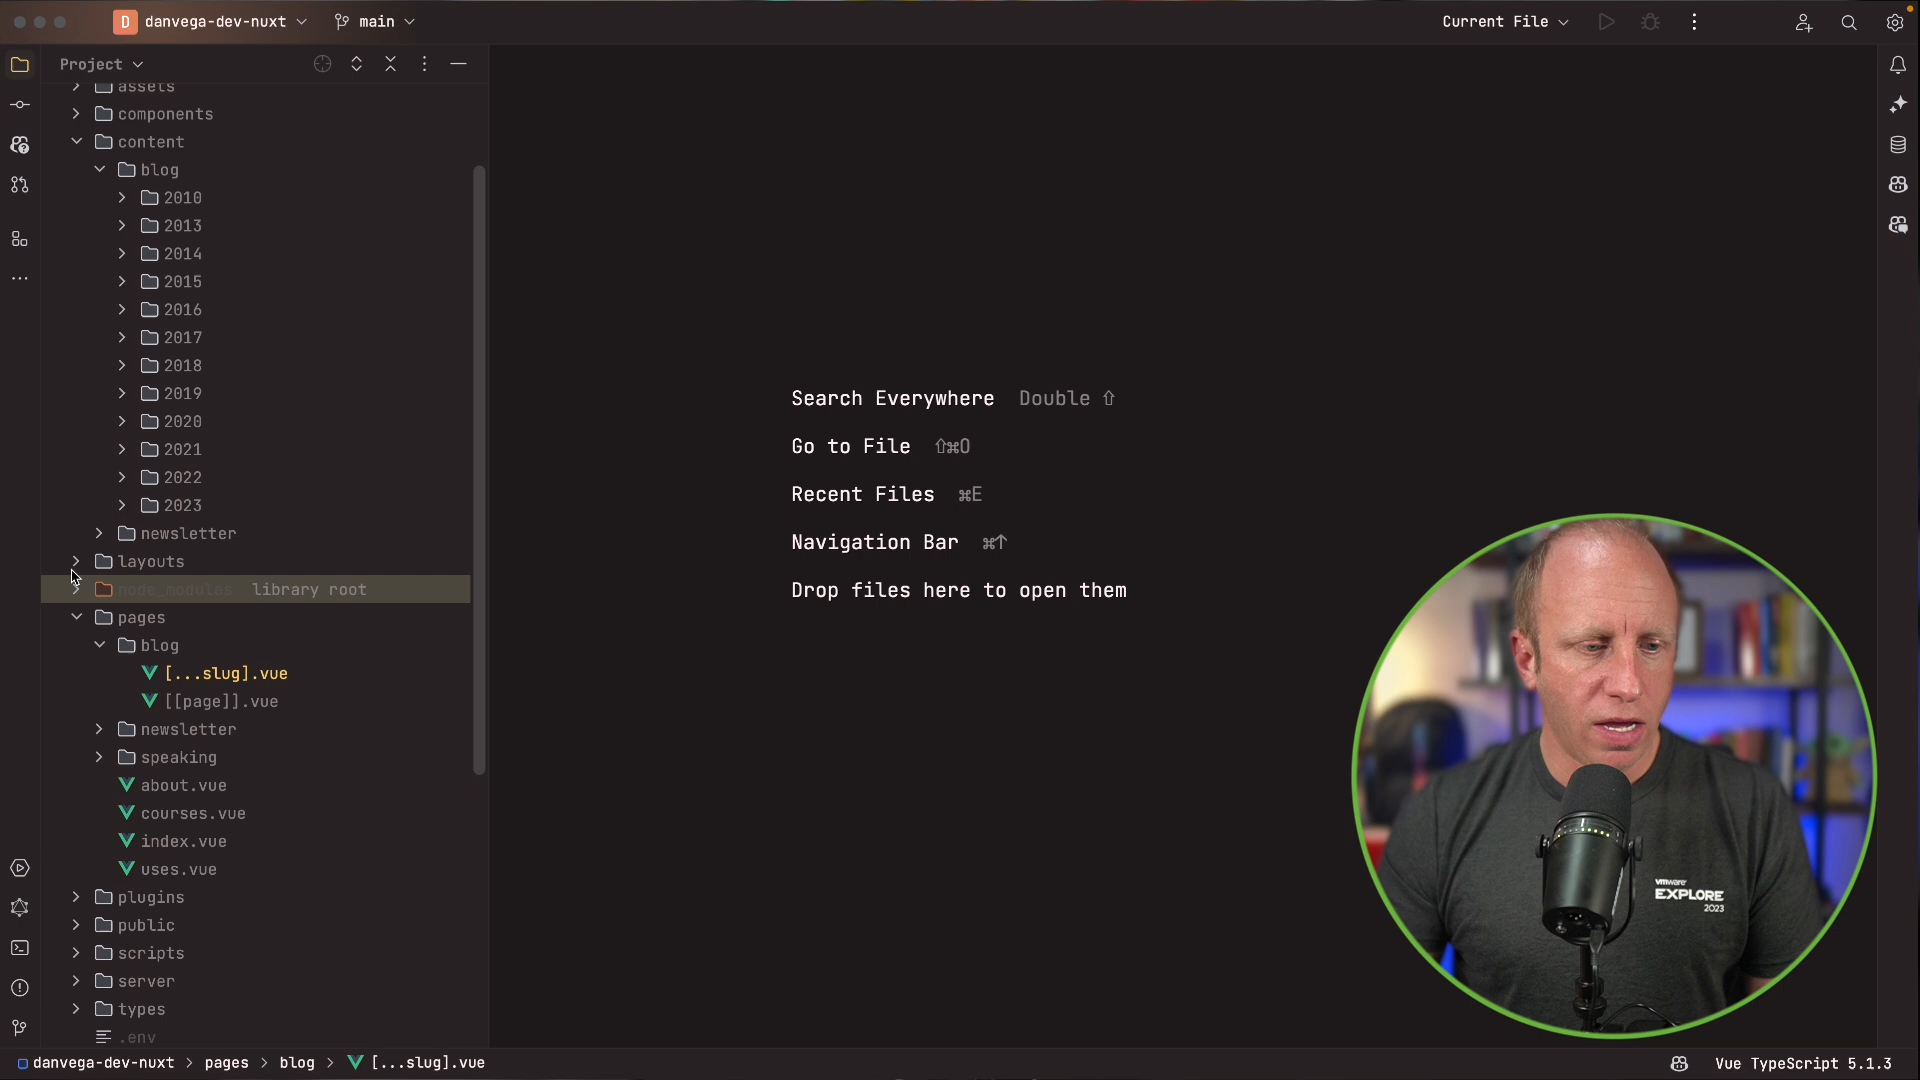 D danvega-dev-nuxt main Current File
Project
assets
components
content
blog
2010
2013
2014
2015
2016
2017
2018
2019
2020
2021
2022
2023
newsletter
layouts
node_modules library root
pages
blog
[...slug].vue
[[page]].vue
newsletter
speaking
about.vue
courses.vue
index.vue
uses.vue
plugins
public
scripts
server
types
.env
danvega-dev-nuxt > pages > blog > [...slug].vue
Search Everywhere Double ⇧
Go to File ⇧⌘O
Recent Files ⌘E
Navigation Bar ⌘↑
Drop files here to open them
vmware
EXPLORE
2023
Vue TypeScript 5.1.3